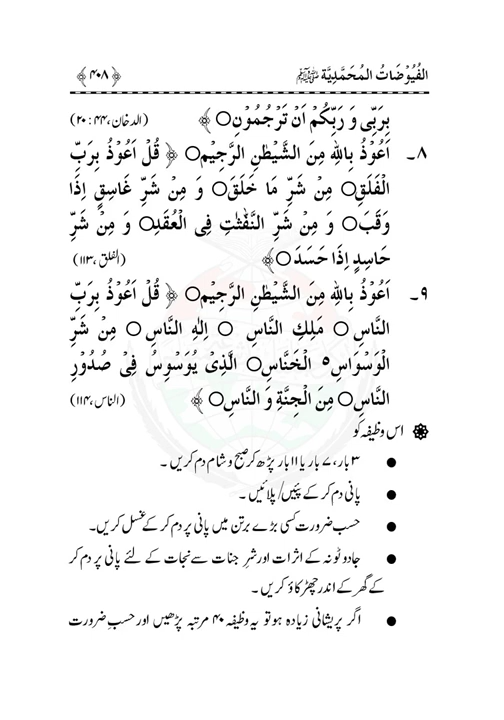 الفُيُوْضَاتُ المُحَمَّدِيَّة ﷺ ﴿۴۰۸﴾
بِرَبِّىْ وَ رَبِّكُمْ اَنْ تَرْجُمُوْنِ○ ﴾ (الدخان،۴۴: ۲۰)
۸۔ اَعُوْذُ بِاللهِ مِنَ الشَّيْطٰنِ الرَّجِيْمِ○ ﴿ قُلْ اَعُوْذُ بِرَبِّ
الْفَلَقِ○ مِنْ شَرِّ مَا خَلَقَ○ وَ مِنْ شَرِّ غَاسِقٍ اِذَا
وَقَبَ○ وَ مِنْ شَرِّ النَّفّٰثٰتِ فِى الْعُقَدِ○ وَ مِنْ شَرِّ
حَاسِدٍ اِذَا حَسَدَ○﴾ (الفلق،۱۱۳)
۹۔ اَعُوْذُ بِاللهِ مِنَ الشَّيْطٰنِ الرَّجِيْمِ○ ﴿ قُلْ اَعُوْذُ بِرَبِّ
النَّاسِ○ مَلِكِ النَّاسِ ○ اِلٰهِ النَّاسِ○ مِنْ شَرِّ
الْوَسْوَاسِ٥ الْخَنَّاسِ○ الَّذِىْ يُوَسْوِسُ فِىْ صُدُوْرِ
النَّاسِ○ مِنَ الْجِنَّةِ وَ النَّاسِ○ ﴾ (الناس،۱۱۴)
اس وظیفہ کو
● ۳ بار، ۷ بار یا ۱۱ بار پڑھ کر صبح و شام دم کریں۔
● پانی دم کر کے پئیں/پلائیں۔
● حسب ضرورت کسی بڑے برتن میں پانی پر دم کر کے غسل کریں۔
● جادو ٹونہ کے اثرات اور شرِ جنات سے نجات کے لئے پانی پر دم کر
کے گھر کے اندر چھڑکاؤ کریں۔
● اگر پریشانی زیادہ ہو تو یہ وظیفہ ۴۰ مرتبہ پڑھیں اور حسب ضرورت